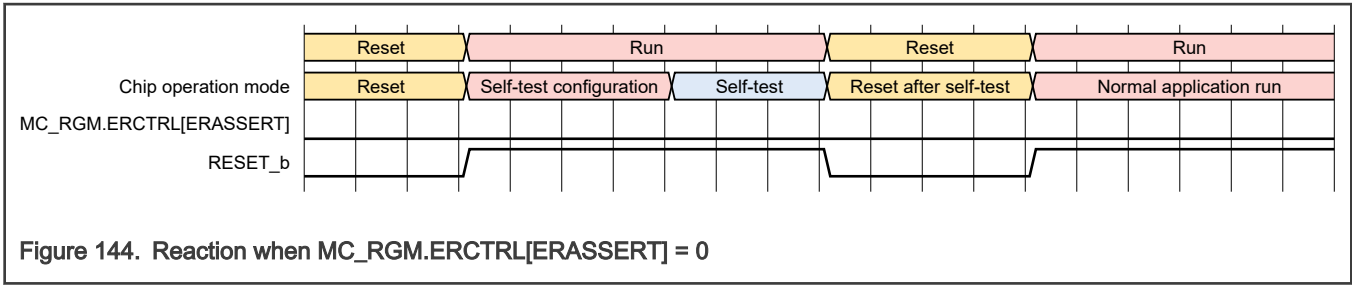 Reset Run Reset Run
Chip operation mode Reset Self-test configuration Self-test Reset after self-test Normal application run
MC_RGM.ERCTRL[ERASSERT]
RESET_b
Figure 144. Reaction when MC_RGM.ERCTRL[ERASSERT] = 0